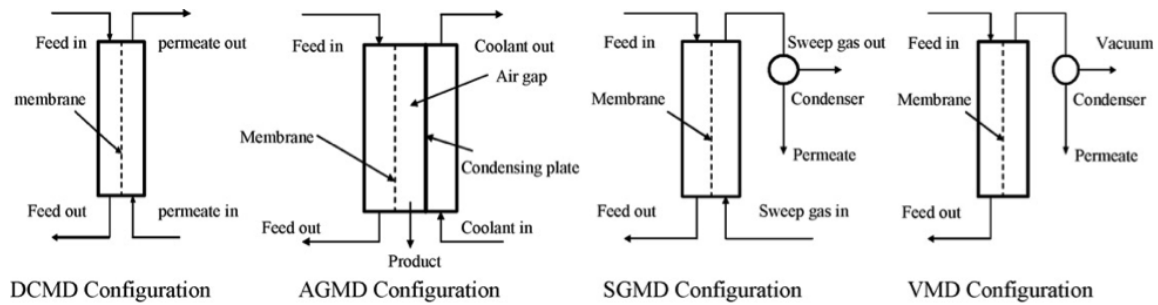 Feed in
permeate out
membrane
Feed out
permeate in
DCMD Configuration
Feed in
Coolant out
Air gap
Membrane
Condensing plate
Feed out
Coolant in
Product
AGMD Configuration
Feed in
Sweep gas out
Membrane
Condenser
Permeate
Feed out
Sweep gas in
SGMD Configuration
Feed in
Vacuum
Membrane
Condenser
Permeate
Feed out
VMD Configuration